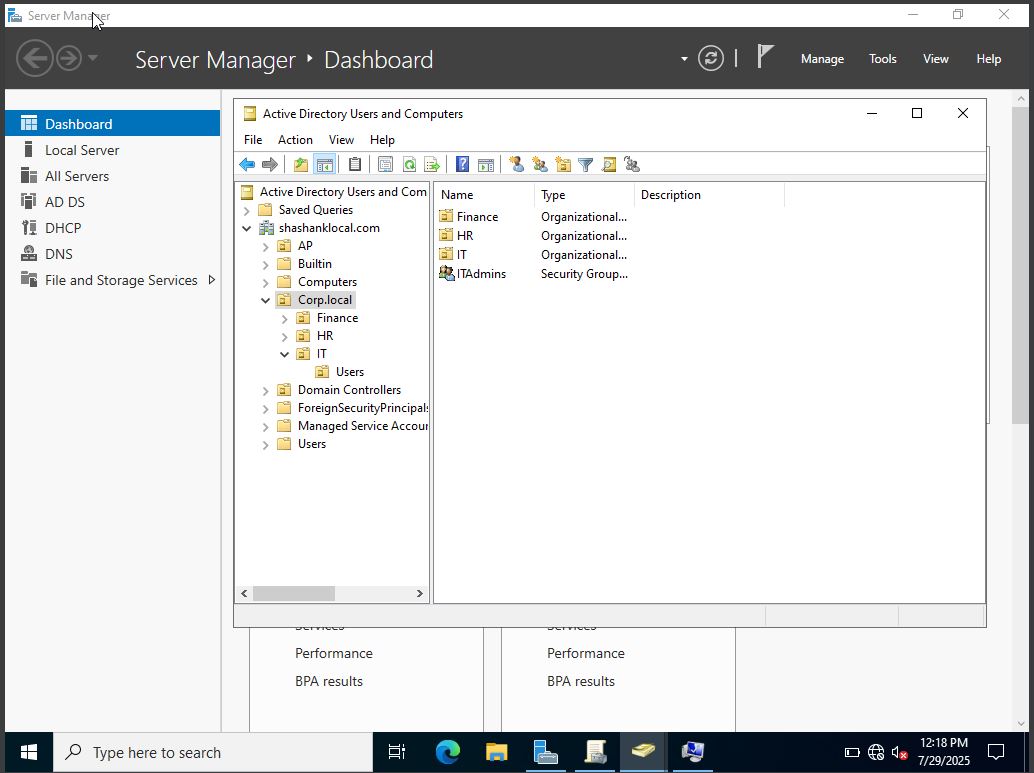 Server Manager
Server Manager ‣ Dashboard
Manage Tools View Help
Dashboard
Local Server
All Servers
AD DS
DHCP
DNS
File and Storage Services
Active Directory Users and Computers
File Action View Help
Active Directory Users and Com
Saved Queries
shashanklocal.com
AP
Builtin
Computers
Corp.local
Finance
HR
IT
Users
Domain Controllers
ForeignSecurityPrincipals
Managed Service Accour
Users
Name Type Description
Finance Organizational...
HR Organizational...
IT Organizational...
ITAdmins Security Group...
Services Services
Performance Performance
BPA results BPA results
Type here to search
12:18 PM
7/29/2025